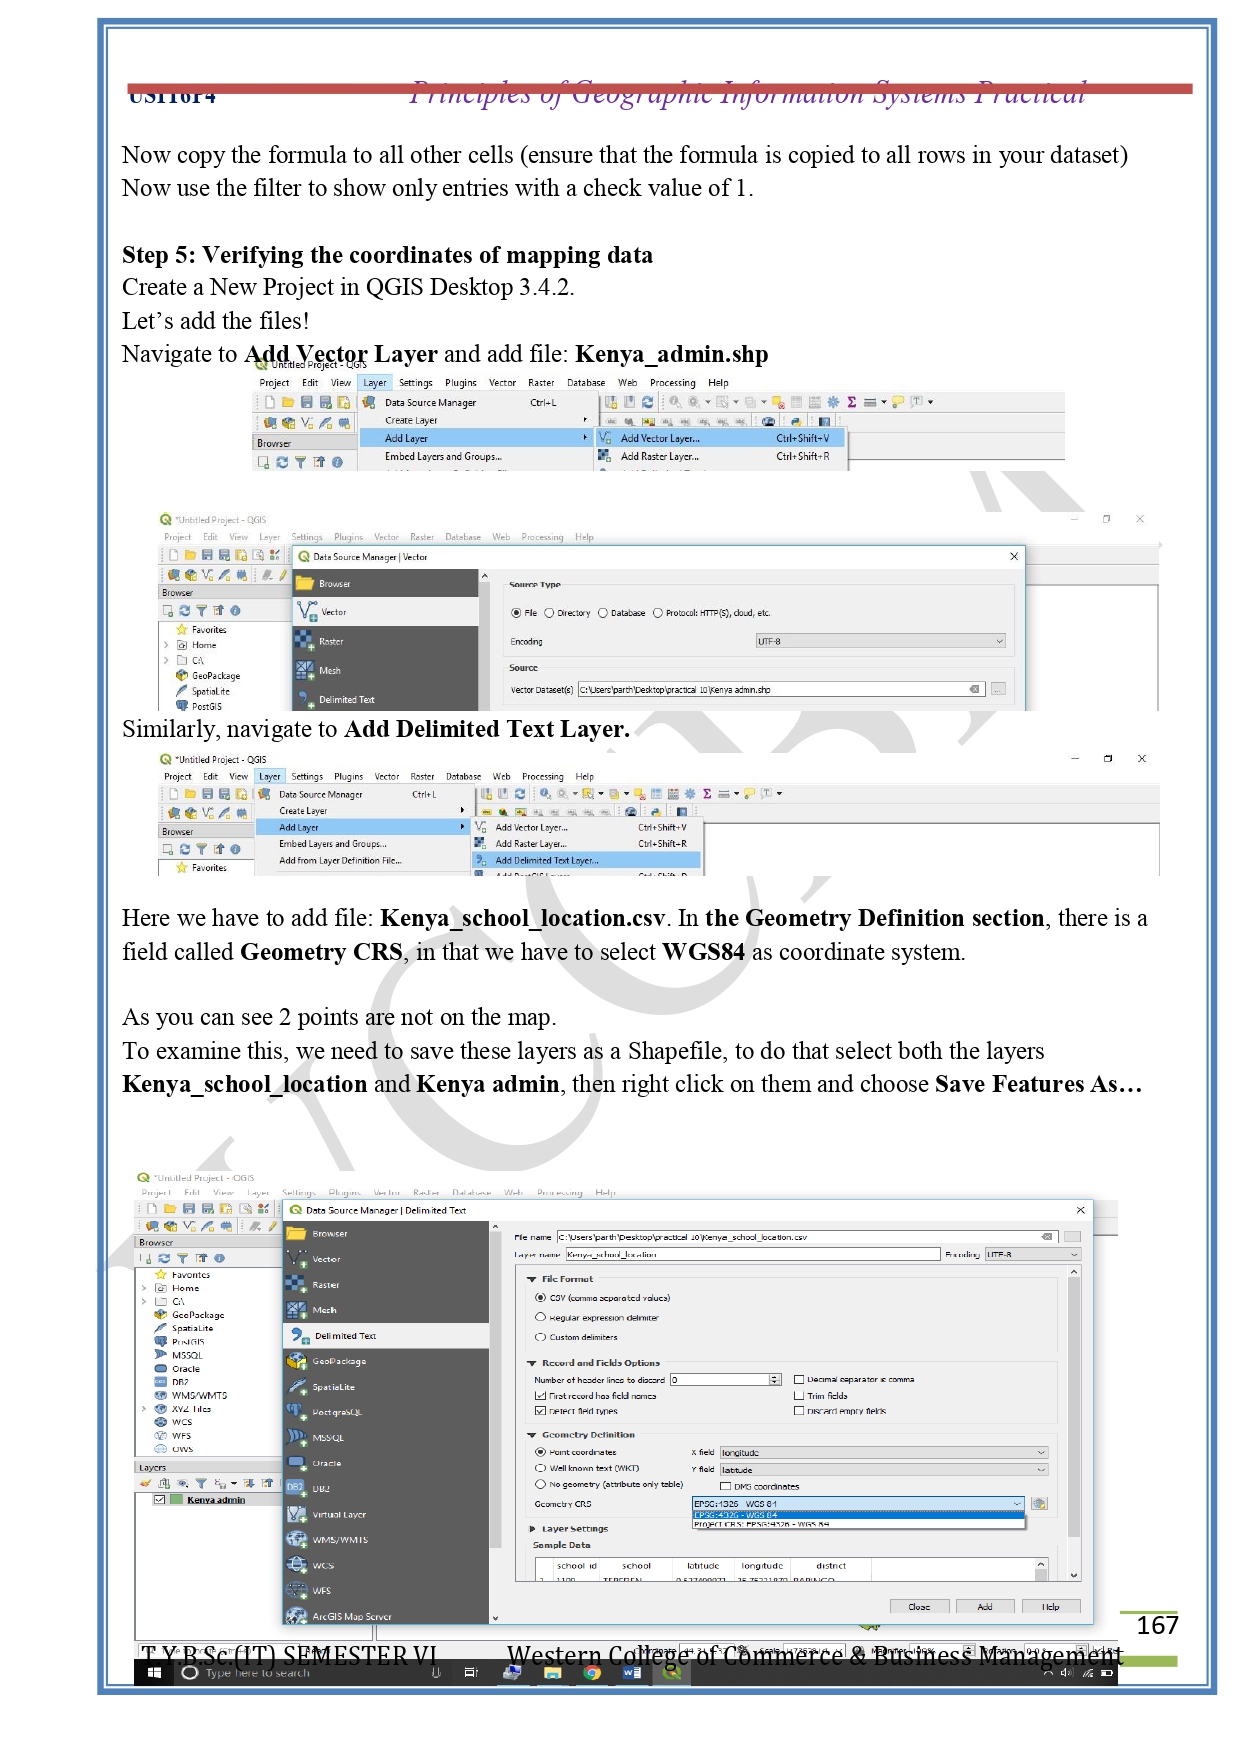 USIT6P4 Principles of Geographic Information Systems Practical
Now copy the formula to all other cells (ensure that the formula is copied to all rows in your dataset)
Now use the filter to show only entries with a check value of 1.
Step 5: Verifying the coordinates of mapping data
Create a New Project in QGIS Desktop 3.4.2.
Let's add the files!
Navigate to Add Vector Layer and add file: Kenya_admin.shp
Untitled Project - QGIS
Project Edit View Layer Settings Plugins Vector Raster Database Web Processing Help
Data Source Manager Ctrl+L
Create Layer
Browser Add Layer Add Vector Layer... Ctrl+Shift+V
Embed Layers and Groups... Add Raster Layer... Ctrl+Shift+R
*Untitled Project - QGIS
Project Edit View Layer Settings Plugins Vector Raster Database Web Processing Help
Data Source Manager | Vector
Browser
Favorites
Home
C:\
GeoPackage
SpatiaLite
PostGIS
Browser
Vector
Raster
Mesh
Delimited Text
Source Type
File Directory Database Protocol: HTTP(S), cloud, etc.
Encoding UTF-8
Source
Vector Dataset(s) C:\Users\parth\Desktop\practical 10\Kenya admin.shp
Similarly, navigate to Add Delimited Text Layer.
*Untitled Project - QGIS
Project Edit View Layer Settings Plugins Vector Raster Database Web Processing Help
Data Source Manager Ctrl+L
Create Layer
Browser Add Layer Add Vector Layer... Ctrl+Shift+V
Embed Layers and Groups... Add Raster Layer... Ctrl+Shift+R
Favorites Add from Layer Definition File... Add Delimited Text Layer...
Here we have to add file: Kenya_school_location.csv. In the Geometry Definition section, there is a
field called Geometry CRS, in that we have to select WGS84 as coordinate system.
As you can see 2 points are not on the map.
To examine this, we need to save these layers as a Shapefile, to do that select both the layers
Kenya_school_location and Kenya admin, then right click on them and choose Save Features As…
*Untitled Project - QGIS
Project Edit View Layer Settings Plugins Vector Raster Database Web Processing Help
Data Source Manager | Delimited Text
Browser
Favorites
Home
C:\
GeoPackage
SpatiaLite
PostGIS
MSSQL
Oracle
DB2
WMS/WMTS
XYZ Tiles
WCS
WFS
OWS
Layers
Kenya admin
Browser
Vector
Raster
Mesh
Delimited Text
GeoPackage
SpatiaLite
PostgreSQL
MSSQL
Oracle
DB2
Virtual Layer
WMS/WMTS
WCS
WFS
ArcGIS Map Server
File name C:\Users\parth\Desktop\practical 10\Kenya_school_location.csv
Layer name Kenya_school_location Encoding UTF-8
File Format
CSV (comma separated values)
Regular expression delimiter
Custom delimiters
Record and Fields Options
Number of header lines to discard 0 Decimal separator is comma
First record has field names Trim fields
Detect field types Discard empty fields
Geometry Definition
Point coordinates X field longitude
Well known text (WKT) Y field latitude
No geometry (attribute only table) DMS coordinates
Geometry CRS EPSG:4326 - WGS 84
EPSG:4326 - WGS 84
Project CRS: EPSG:4326 - WGS 84
Layer Settings
Sample Data
school id school latitude longitude district
Close Add Help
167
T.Y.B.Sc.(IT) SEMESTER VI Western College of Commerce & Business Management
Type here to search